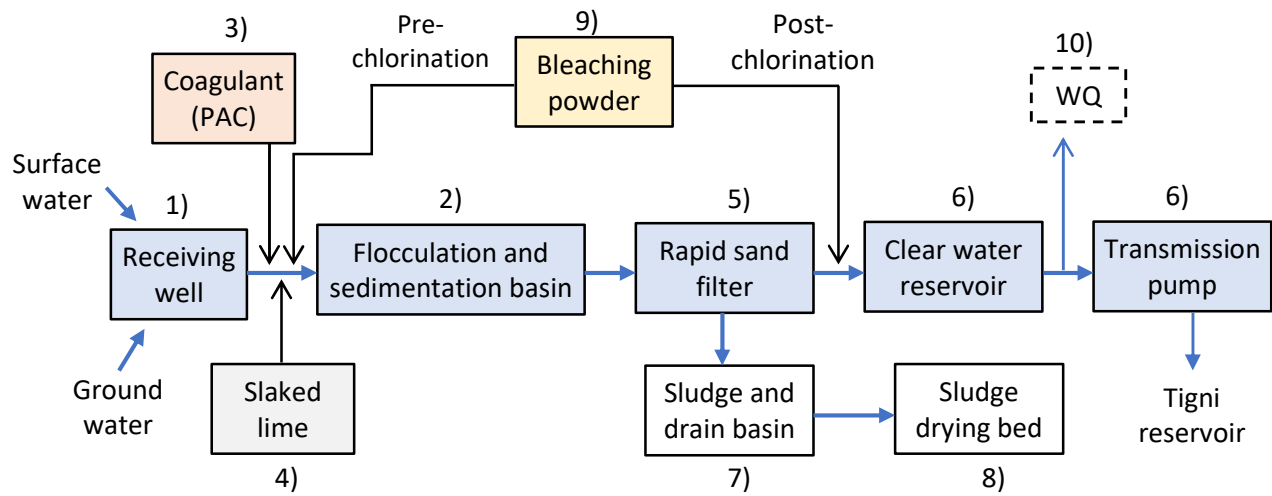 3)
Coagulant
(PAC)
Pre-
chlorination
9)
Bleaching
powder
Post-
chlorination
10)
WQ
Surface
water
1)
Receiving
well
2)
Flocculation and
sedimentation basin
5)
Rapid sand
filter
6)
Clear water
reservoir
6)
Transmission
pump
Ground
water
Slaked
lime
4)
Sludge and
drain basin
7)
Sludge
drying bed
8)
Tigni
reservoir